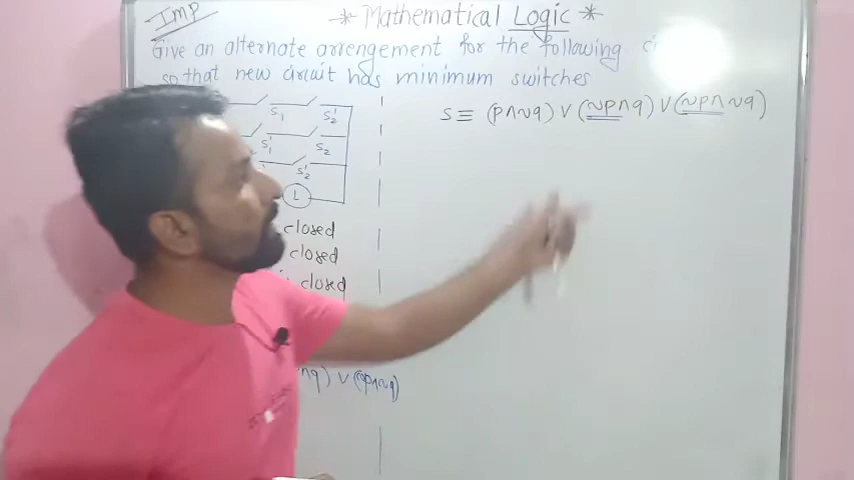 IMP
-*- Mathematical Logic -*-
Give an alternate arrangement for the following
so that new circuit has minimum switches
S₁ S₂'
S₁' S₂
S₂'
L
closed
closed
closed
∧q) ∨ (~p∧~q)
S ≡ (p∧~q) ∨ (~p∧q) ∨ (~p∧~q)